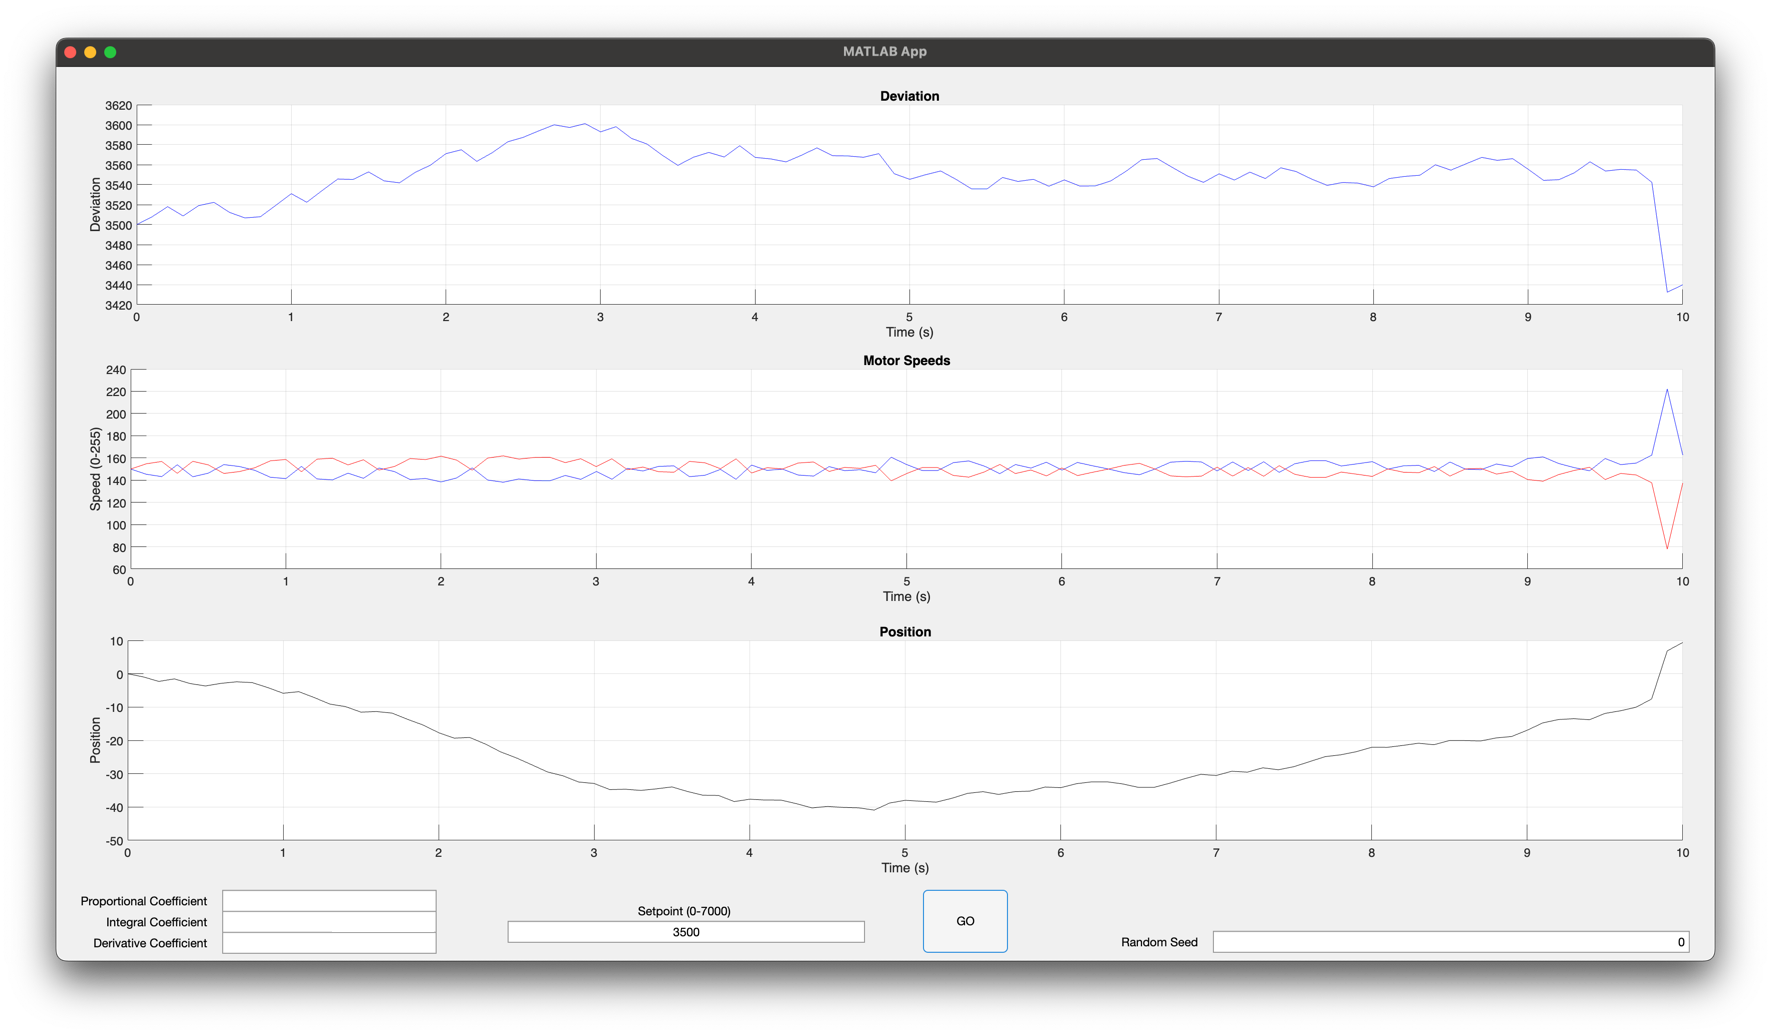 MATLAB App
Deviation
3620
3600
3580
3560
3540
3520
3500
3480
3460
3440
3420
Deviation
0 1 2 3 4 5 6 7 8 9 10
Time (s)
Motor Speeds
240
220
200
180
160
140
120
100
80
60
Speed (0-255)
0 1 2 3 4 5 6 7 8 9 10
Time (s)
Position
10
0
-10
-20
-30
-40
-50
Position
0 1 2 3 4 5 6 7 8 9 10
Time (s)
Proportional Coefficient
Integral Coefficient
Derivative Coefficient
Setpoint (0-7000)
3500
GO
Random Seed 0